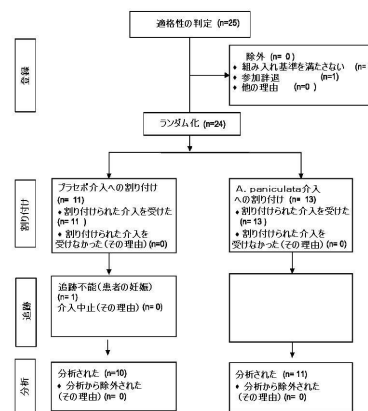 適格性の判定 (n=25)
除外 (n= 0 )
♦ 組み入れ基準を満たさない (n=
♦ 参加辞退 (n=1)
♦ 他の理由 (n=0 )
登録
ランダム化 (n=24)
割り付け
プラセボ介入への割り付け
(n= 11)
♦ 割り付けられた介入を受けた
(n=11 )
♦ 割り付けられた介入を
受けなかった(その理由) (n=0)
A. paniculata介入
への割り付け (n= 13)
♦ 割り付けられた介入を受けた
(n=13 )
♦ 割り付けられた介入を
受けなかった(その理由) (n= 0)
追跡
追跡不能(患者の妊娠)
(n= 1)
介入中止(その理由) (n= 0)
分析
分析された (n=10)
♦ 分析から除外された
(その理由) (n= 0)
分析された (n= 11)
♦ 分析から除外された
(その理由) (n= 0)